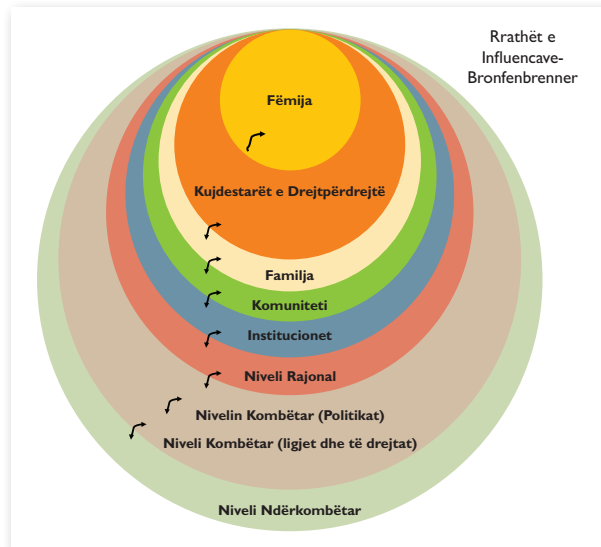 Rrathët e
Influencave-
Bronfenbrenner
Fëmija
Kujdestarët e Drejtpërdrejtë
Familja
Komuniteti
Institucionet
Niveli Rajonal
Nivelin Kombëtar (Politikat)
Niveli Kombëtar (ligjet dhe të drejtat)
Niveli Ndërkombëtar